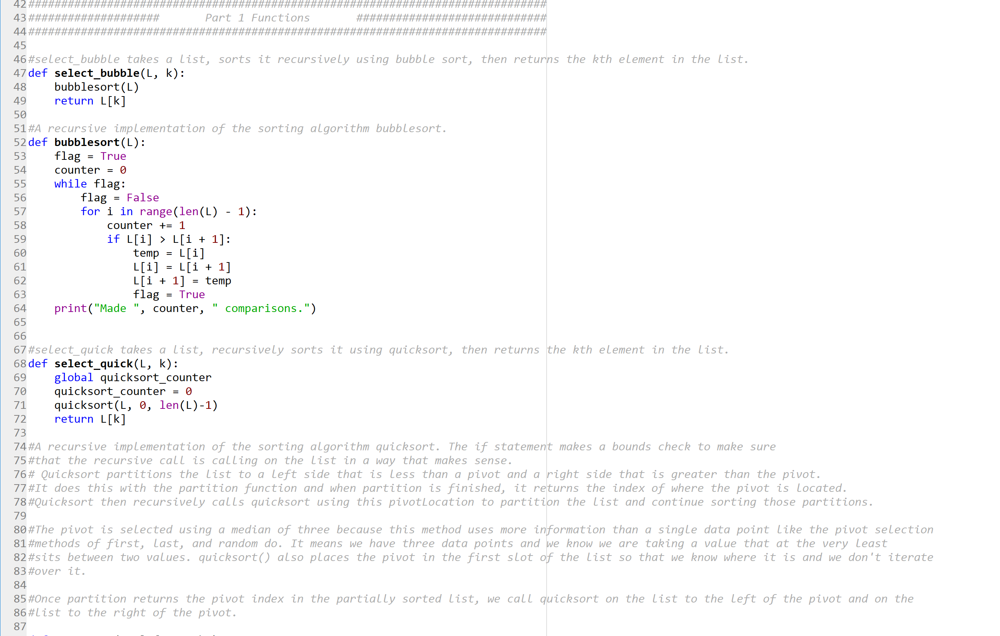 42###############################################################################
43####################       Part 1 Functions       #############################
44###############################################################################
45
46#select_bubble takes a list, sorts it recursively using bubble sort, then returns the kth element in the list.
47def select_bubble(L, k):
48    bubblesort(L)
49    return L[k]
50
51#A recursive implementation of the sorting algorithm bubblesort.
52def bubblesort(L):
53    flag = True
54    counter = 0
55    while flag:
56        flag = False
57        for i in range(len(L) - 1):
58            counter += 1
59            if L[i] > L[i + 1]:
60                temp = L[i]
61                L[i] = L[i + 1]
62                L[i + 1] = temp
63                flag = True
64    print("Made ", counter, " comparisons.")
65
66
67#select_quick takes a list, recursively sorts it using quicksort, then returns the kth element in the list.
68def select_quick(L, k):
69    global quicksort_counter
70    quicksort_counter = 0
71    quicksort(L, 0, len(L)-1)
72    return L[k]
73
74#A recursive implementation of the sorting algorithm quicksort. The if statement makes a bounds check to make sure
75#that the recursive call is calling on the list in a way that makes sense.
76# Quicksort partitions the list to a left side that is less than a pivot and a right side that is greater than the pivot.
77#It does this with the partition function and when partition is finished, it returns the index of where the pivot is located.
78#Quicksort then recursively calls quicksort using this pivotLocation to partition the list and continue sorting those partitions.
79
80#The pivot is selected using a median of three because this method uses more information than a single data point like the pivot selection
81#methods of first, last, and random do. It means we have three data points and we know we are taking a value that at the very least
82#sits between two values. quicksort() also places the pivot in the first slot of the list so that we know where it is and we don't iterate
83#over it.
84
85#Once partition returns the pivot index in the partially sorted list, we call quicksort on the list to the left of the pivot and on the
86#list to the right of the pivot.
87